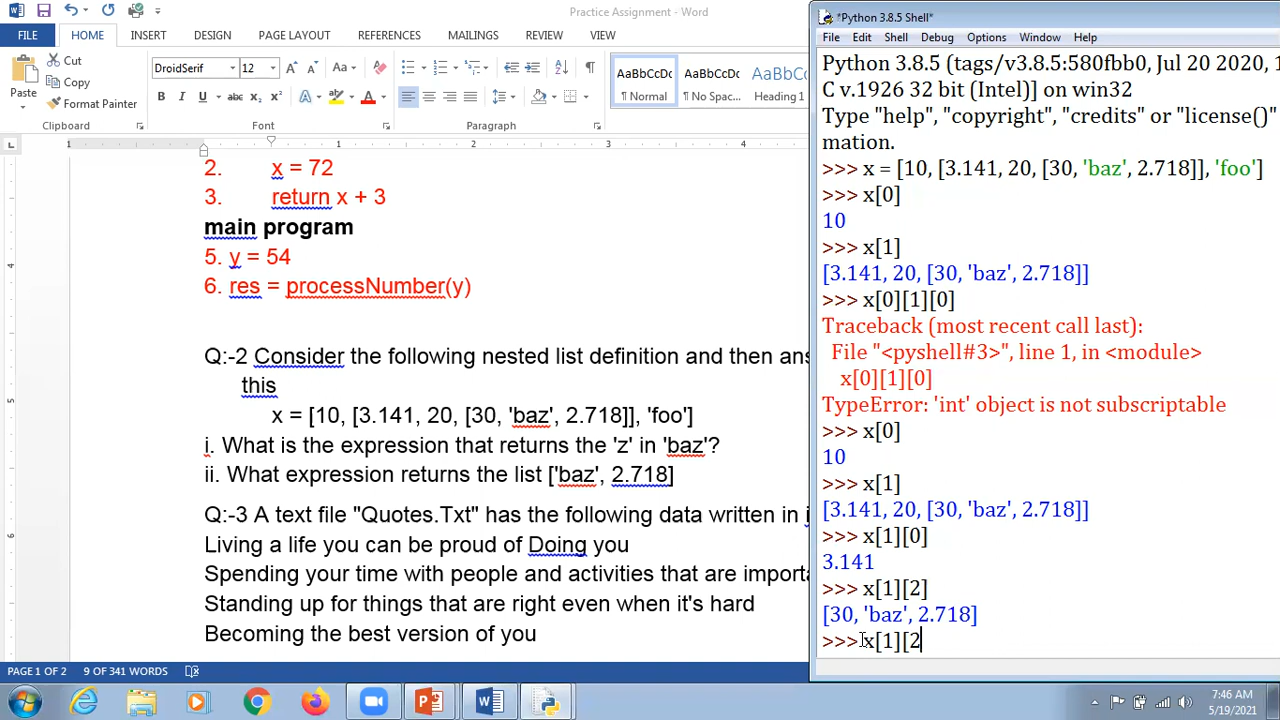 Practice Assignment - Word
FILE HOME INSERT DESIGN PAGE LAYOUT REFERENCES MAILINGS REVIEW VIEW
Cut
Copy
Format Painter
Paste
DroidSerif 12
AaBbCcDc AaBbCcDc AaBbCc
¶ Normal ¶ No Spac... Heading 1
Clipboard Font Paragraph
1 1 2 3 4
2. x = 72
3. return x + 3
main program
5. y = 54
6. res = processNumber(y)
Q:-2 Consider the following nested list definition and then ans
this
x = [10, [3.141, 20, [30, 'baz', 2.718]], 'foo']
i. What is the expression that returns the 'z' in 'baz'?
ii. What expression returns the list ['baz', 2.718]
Q:-3 A text file "Quotes.Txt" has the following data written in i
Living a life you can be proud of Doing you
Spending your time with people and activities that are importa
Standing up for things that are right even when it's hard
Becoming the best version of you
4
5
6
PAGE 1 OF 2 9 OF 341 WORDS
*Python 3.8.5 Shell*
File Edit Shell Debug Options Window Help
Python 3.8.5 (tags/v3.8.5:580fbb0, Jul 20 2020, 1
C v.1926 32 bit (Intel)] on win32
Type "help", "copyright", "credits" or "license()"
mation.
>>> x = [10, [3.141, 20, [30, 'baz', 2.718]], 'foo']
>>> x[0]
10
>>> x[1]
[3.141, 20, [30, 'baz', 2.718]]
>>> x[0][1][0]
Traceback (most recent call last):
File "<pyshell#3>", line 1, in <module>
x[0][1][0]
TypeError: 'int' object is not subscriptable
>>> x[0]
10
>>> x[1]
[3.141, 20, [30, 'baz', 2.718]]
>>> x[1][0]
3.141
>>> x[1][2]
[30, 'baz', 2.718]
>>> x[1][2
7:46 AM
5/19/2021